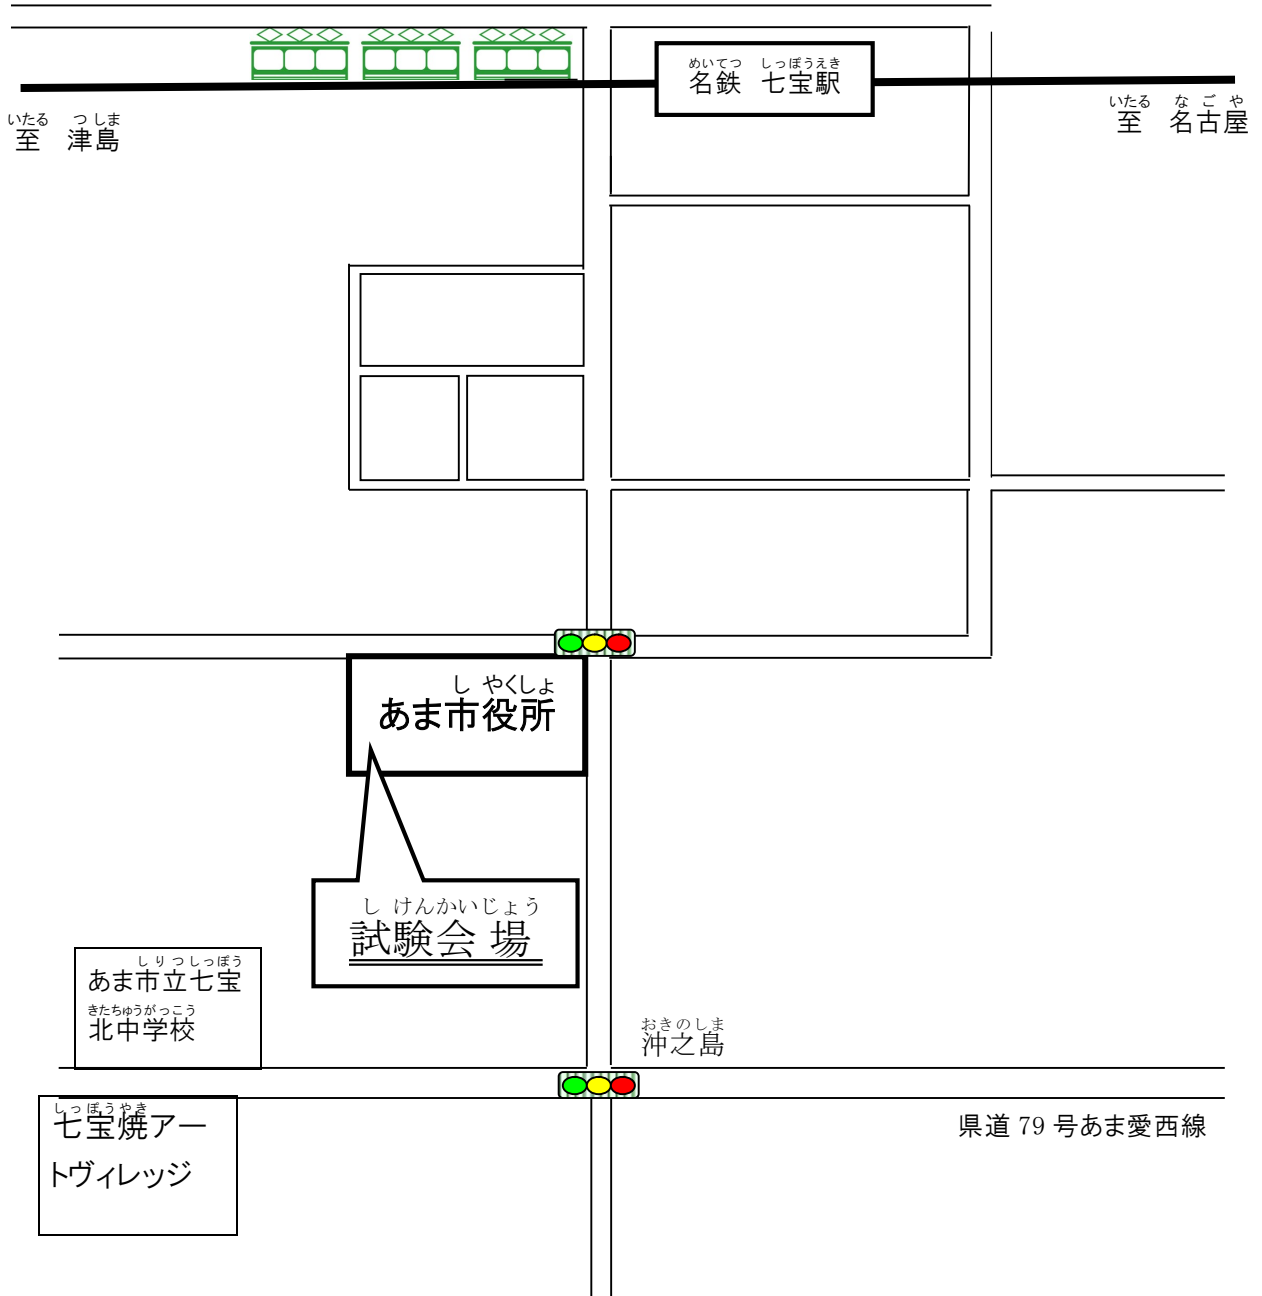 めいてつ しっぽうえき
名鉄 七宝駅
いたる つしま
至 津島
いたる なごや
至 名古屋
しやくしょ
あま市役所
しけんかいじょう
試験会場
しりつしっぽう
あま市立七宝
きたちゅうがっこう
北中学校
おきのしま
沖之島
しっぽうやき
七宝焼アー
トヴィレッジ
県道 79 号あま愛西線